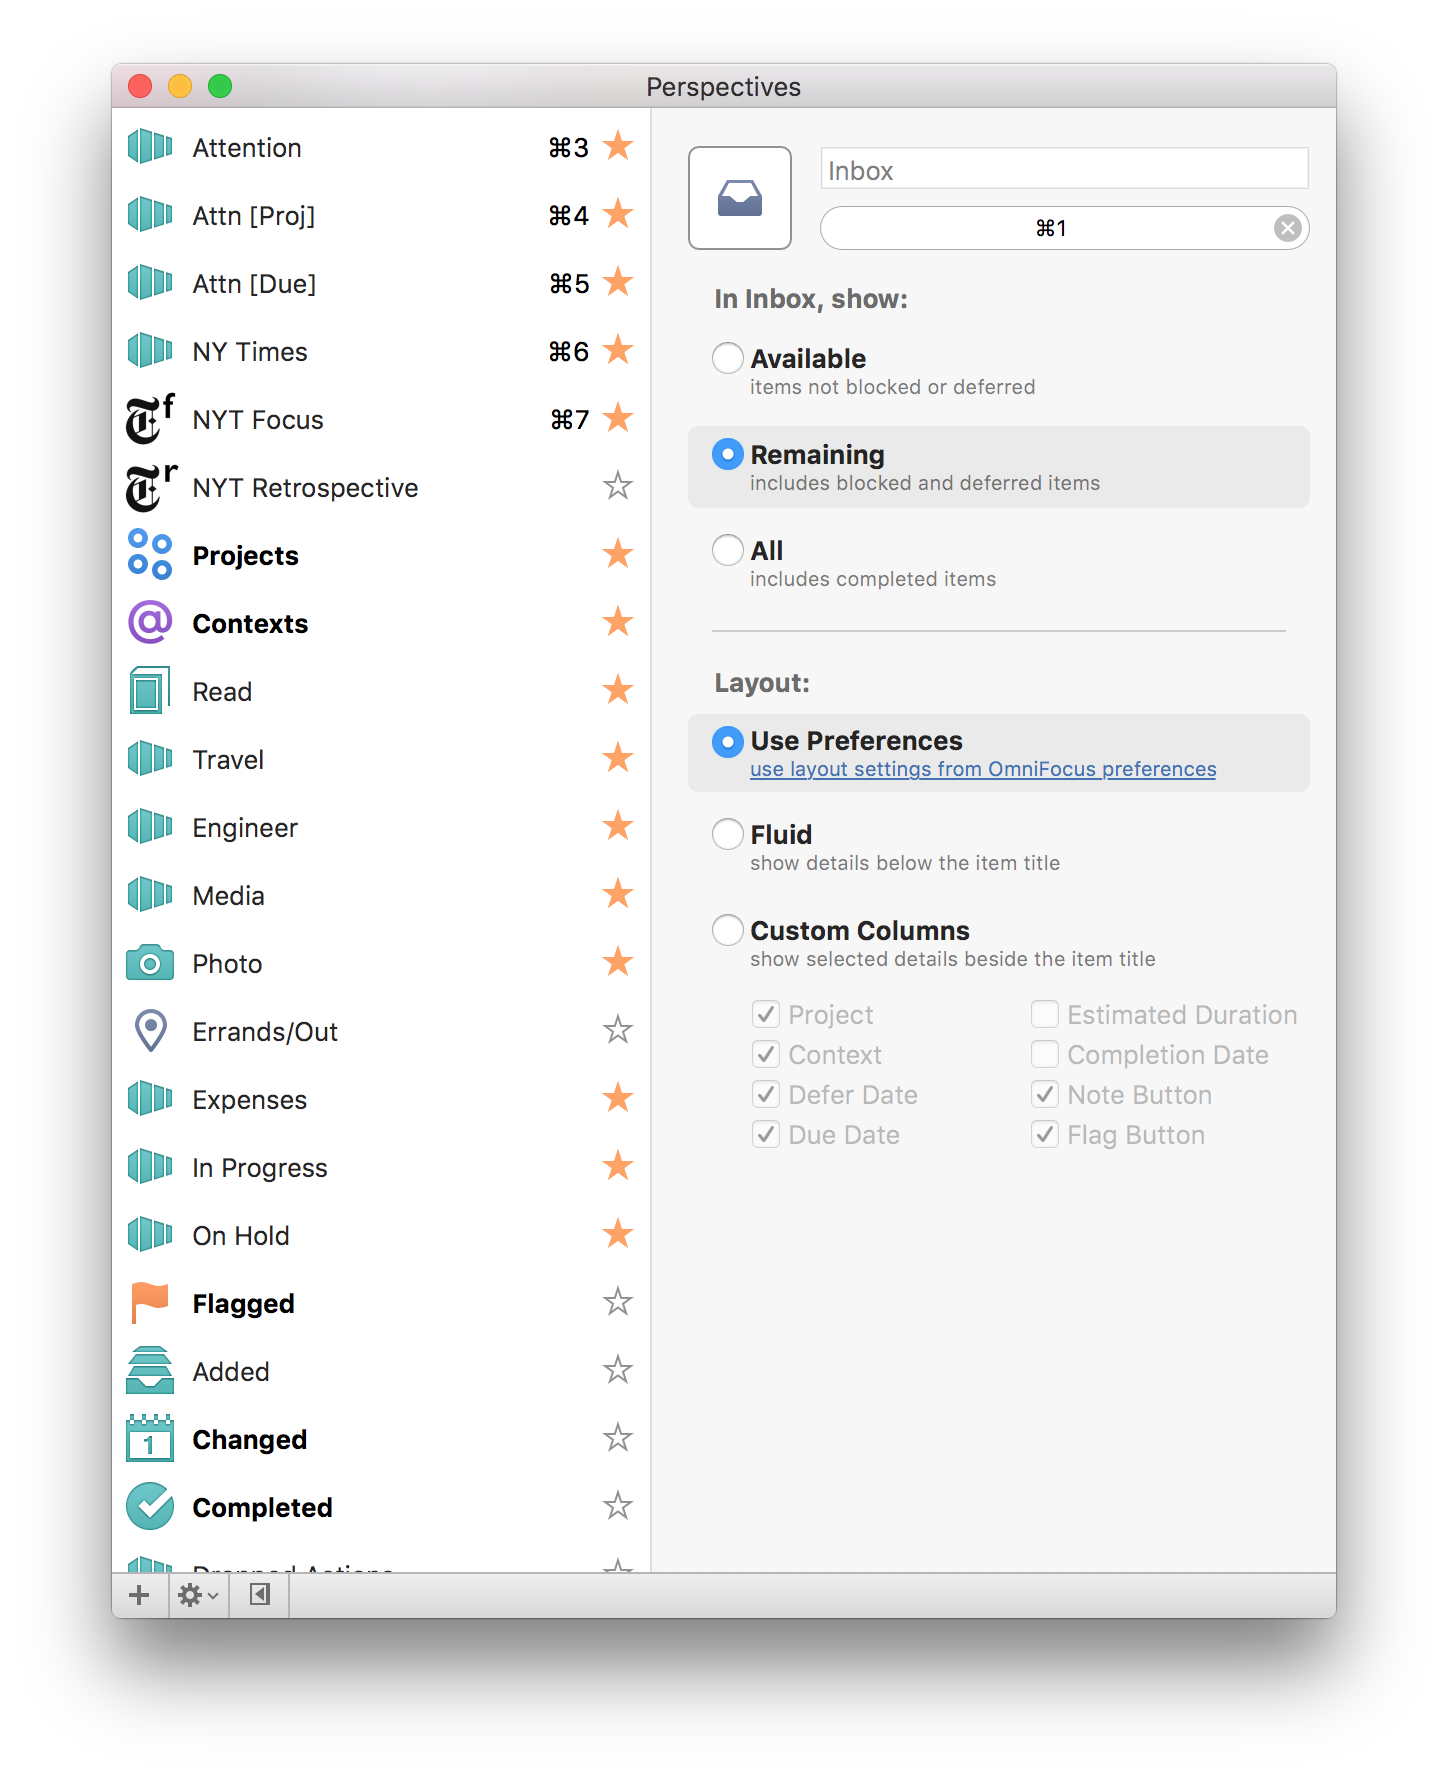 Perspectives
Attention ⌘3
Attn [Proj] ⌘4
Attn [Due] ⌘5
NY Times ⌘6
NYT Focus ⌘7
NYT Retrospective
Projects
Contexts
Read
Travel
Engineer
Media
Photo
Errands/Out
Expenses
In Progress
On Hold
Flagged
Added
1
Changed
Completed
Dropped Actions
Inbox
⌘1
In Inbox, show:
Available
items not blocked or deferred
Remaining
includes blocked and deferred items
All
includes completed items
Layout:
Use Preferences
use layout settings from OmniFocus preferences
Fluid
show details below the item title
Custom Columns
show selected details beside the item title
Project
Context
Defer Date
Due Date
Estimated Duration
Completion Date
Note Button
Flag Button